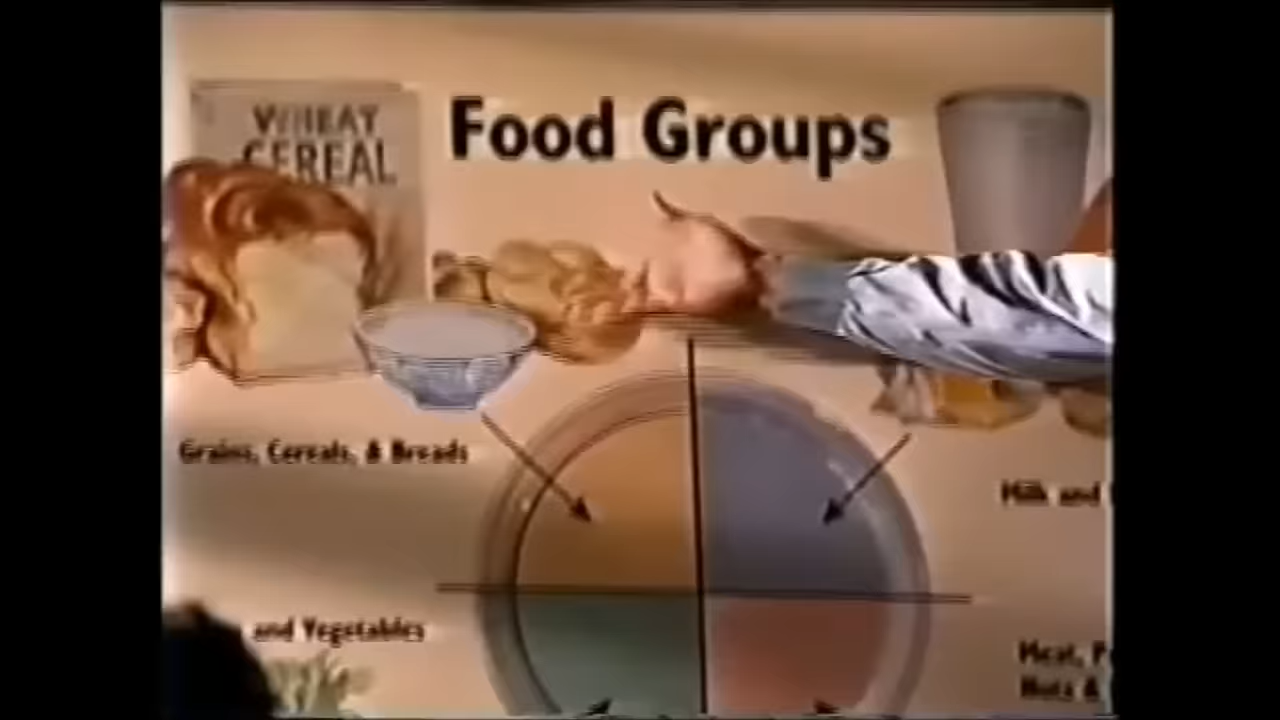 WHEAT
CEREAL
Food Groups
Grains, Cereals, & Breads
Milk and
and Vegetables
Meat,
Nuts &